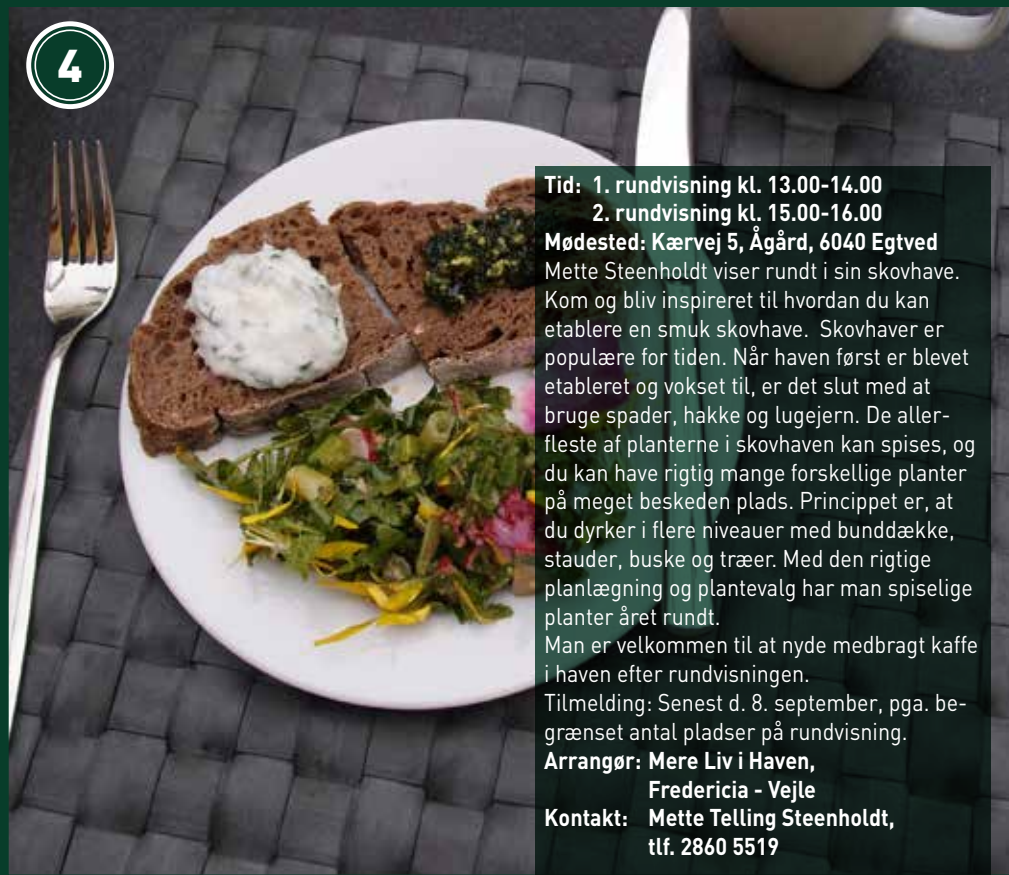 4
Tid: 1. rundvisning kl. 13.00-14.00
2. rundvisning kl. 15.00-16.00
Mødested: Kærvej 5, Ågård, 6040 Egtved
Mette Steenholdt viser rundt i sin skovhave.
Kom og bliv inspireret til hvordan du kan
etablere en smuk skovhave. Skovhaver er
populære for tiden. Når haven først er blevet
etableret og vokset til, er det slut med at
bruge spader, hakke og lugejern. De aller-
fleste af planterne i skovhaven kan spises, og
du kan have rigtig mange forskellige planter
på meget beskeden plads. Princippet er, at
du dyrker i flere niveauer med bunddække,
stauder, buske og træer. Med den rigtige
planlægning og plantevalg har man spiselige
planter året rundt.
Man er velkommen til at nyde medbragt kaffe
i haven efter rundvisningen.
Tilmelding: Senest d. 8. september, pga. be-
grænset antal pladser på rundvisning.
Arrangør: Mere Liv i Haven,
Fredericia - Vejle
Kontakt: Mette Telling Steenholdt,
tlf. 2860 5519